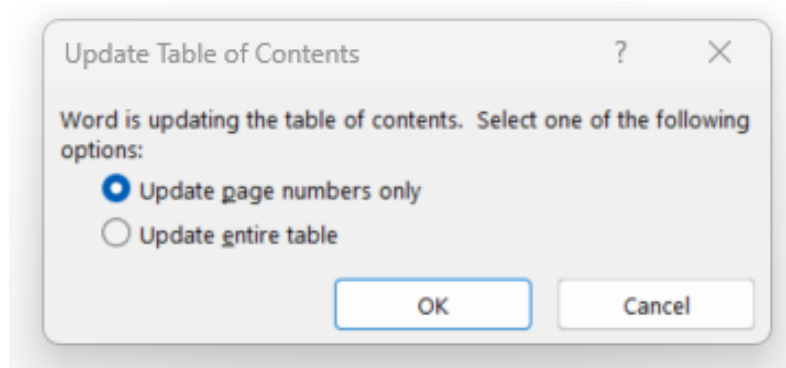 Update Table of Contents ?
Word is updating the table of contents. Select one of the following
options:
Update page numbers only
Update entire table
OK Cancel